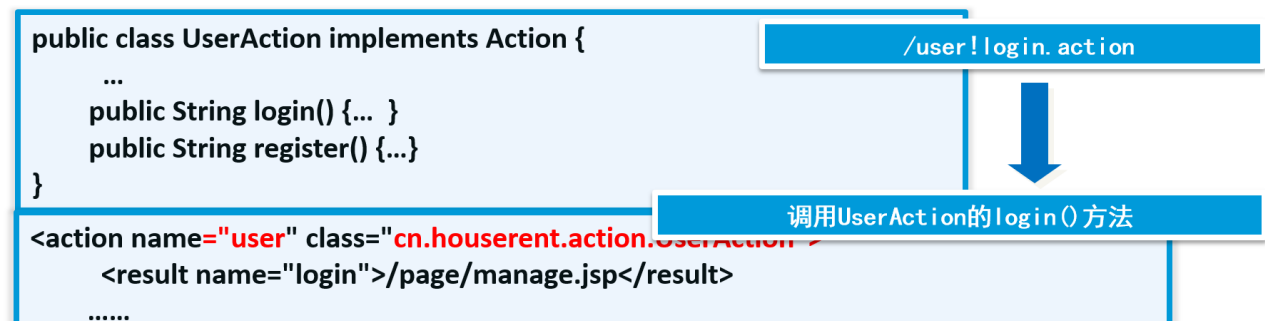 public class UserAction implements Action {
/user!login.action
…
public String login() {… }
public String register() {…}
}
调用UserAction的login()方法
<action name="user" class="cn.houserent.action.UserAction">
<result name="login">/page/manage.jsp</result>
……